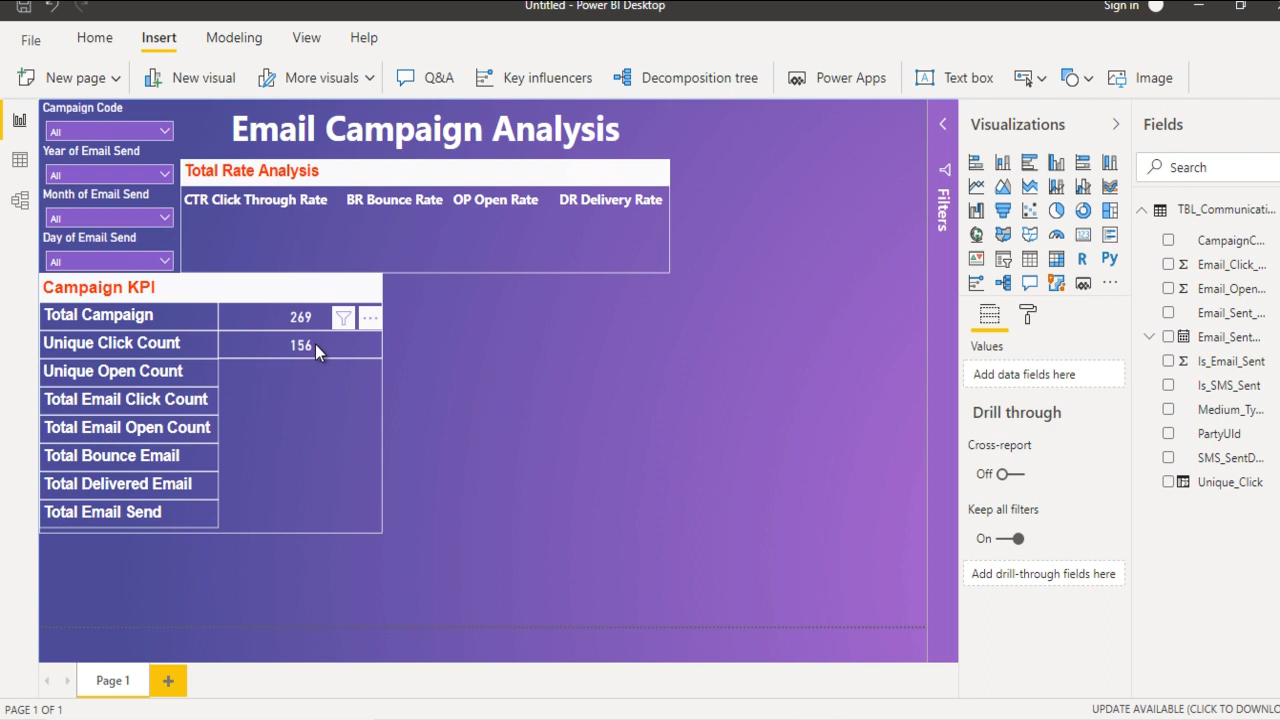 Untitled - Power BI Desktop
Sign in
File Home Insert Modeling View Help
New page New visual More visuals Q&A Key influencers Decomposition tree Power Apps Text box Image
Email Campaign Analysis
Campaign Code
All
Year of Email Send
All
Month of Email Send
All
Day of Email Send
All
Total Rate Analysis
CTR Click Through Rate BR Bounce Rate OP Open Rate DR Delivery Rate
Campaign KPI
Total Campaign 269
Unique Click Count 156
Unique Open Count
Total Email Click Count
Total Email Open Count
Total Bounce Email
Total Delivered Email
Total Email Send
Filters
Visualizations
R Py
Values
Add data fields here
Drill through
Cross-report
Off
Keep all filters
On
Add drill-through fields here
Fields
Search
TBL_Communicati...
CampaignC...
Email_Click_...
Email_Open...
Email_Sent_...
Email_Sent...
Is_Email_Sent
Is_SMS_Sent
Medium_Ty...
PartyUId
SMS_SentD...
Unique_Click
Page 1
PAGE 1 OF 1
UPDATE AVAILABLE (CLICK TO DOWNLO